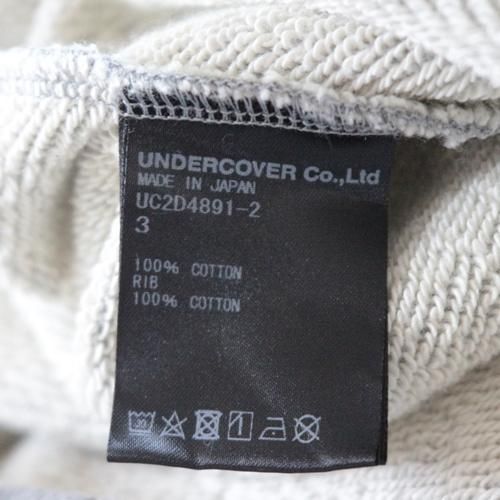 UNDERCOVER Co.,Ltd
MADE IN JAPAN
UC2D4891-2
3
100% COTTON
RIB
100% COTTON